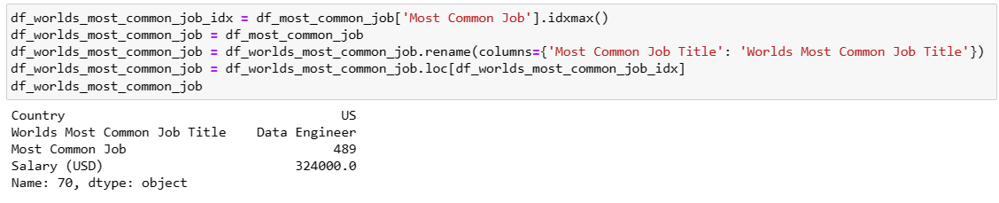 df_worlds_most_common_job_idx = df_most_common_job['Most Common Job'].idxmax()
df_worlds_most_common_job = df_most_common_job
df_worlds_most_common_job = df_worlds_most_common_job.rename(columns={'Most Common Job Title': 'Worlds Most Common Job Title'})
df_worlds_most_common_job = df_worlds_most_common_job.loc[df_worlds_most_common_job_idx]
df_worlds_most_common_job
Country US
Worlds Most Common Job Title Data Engineer
Most Common Job 489
Salary (USD) 324000.0
Name: 70, dtype: object